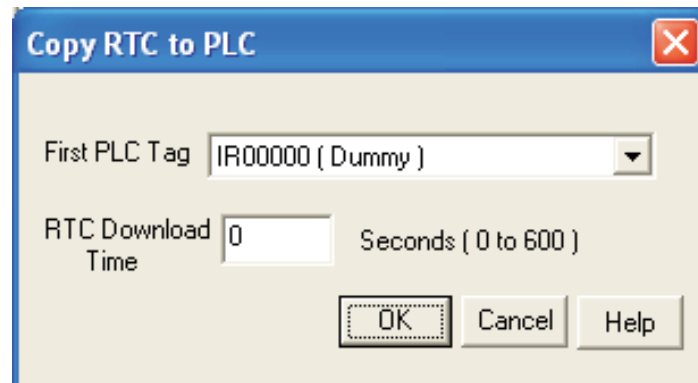 Copy RTC to PLC
First PLC Tag IR00000 ( Dummy )
RTC Download 0 Seconds ( 0 to 600 )
Time
OK Cancel Help